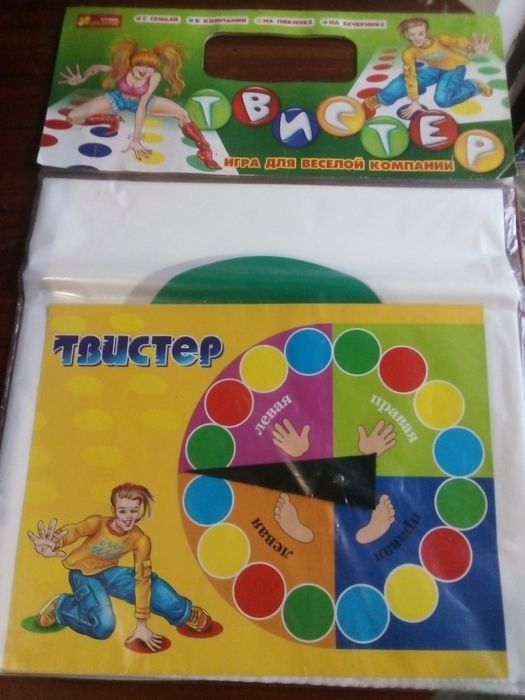 С СЕМЬЕЙ В КОМПАНИИ НА ПИКНИКЕ НА ВЕЧЕРИНКЕ
ТВИСТЕР
ИГРА ДЛЯ ВЕСЕЛОЙ КОМПАНИИ
ТВИСТЕР
левая
правая
левая
правая